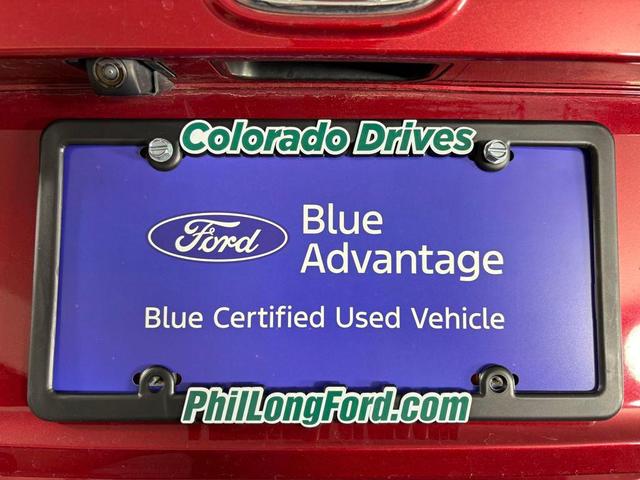 Colorado Drives
Ford
Blue
Advantage
Blue Certified Used Vehicle
PhilLongFord.com